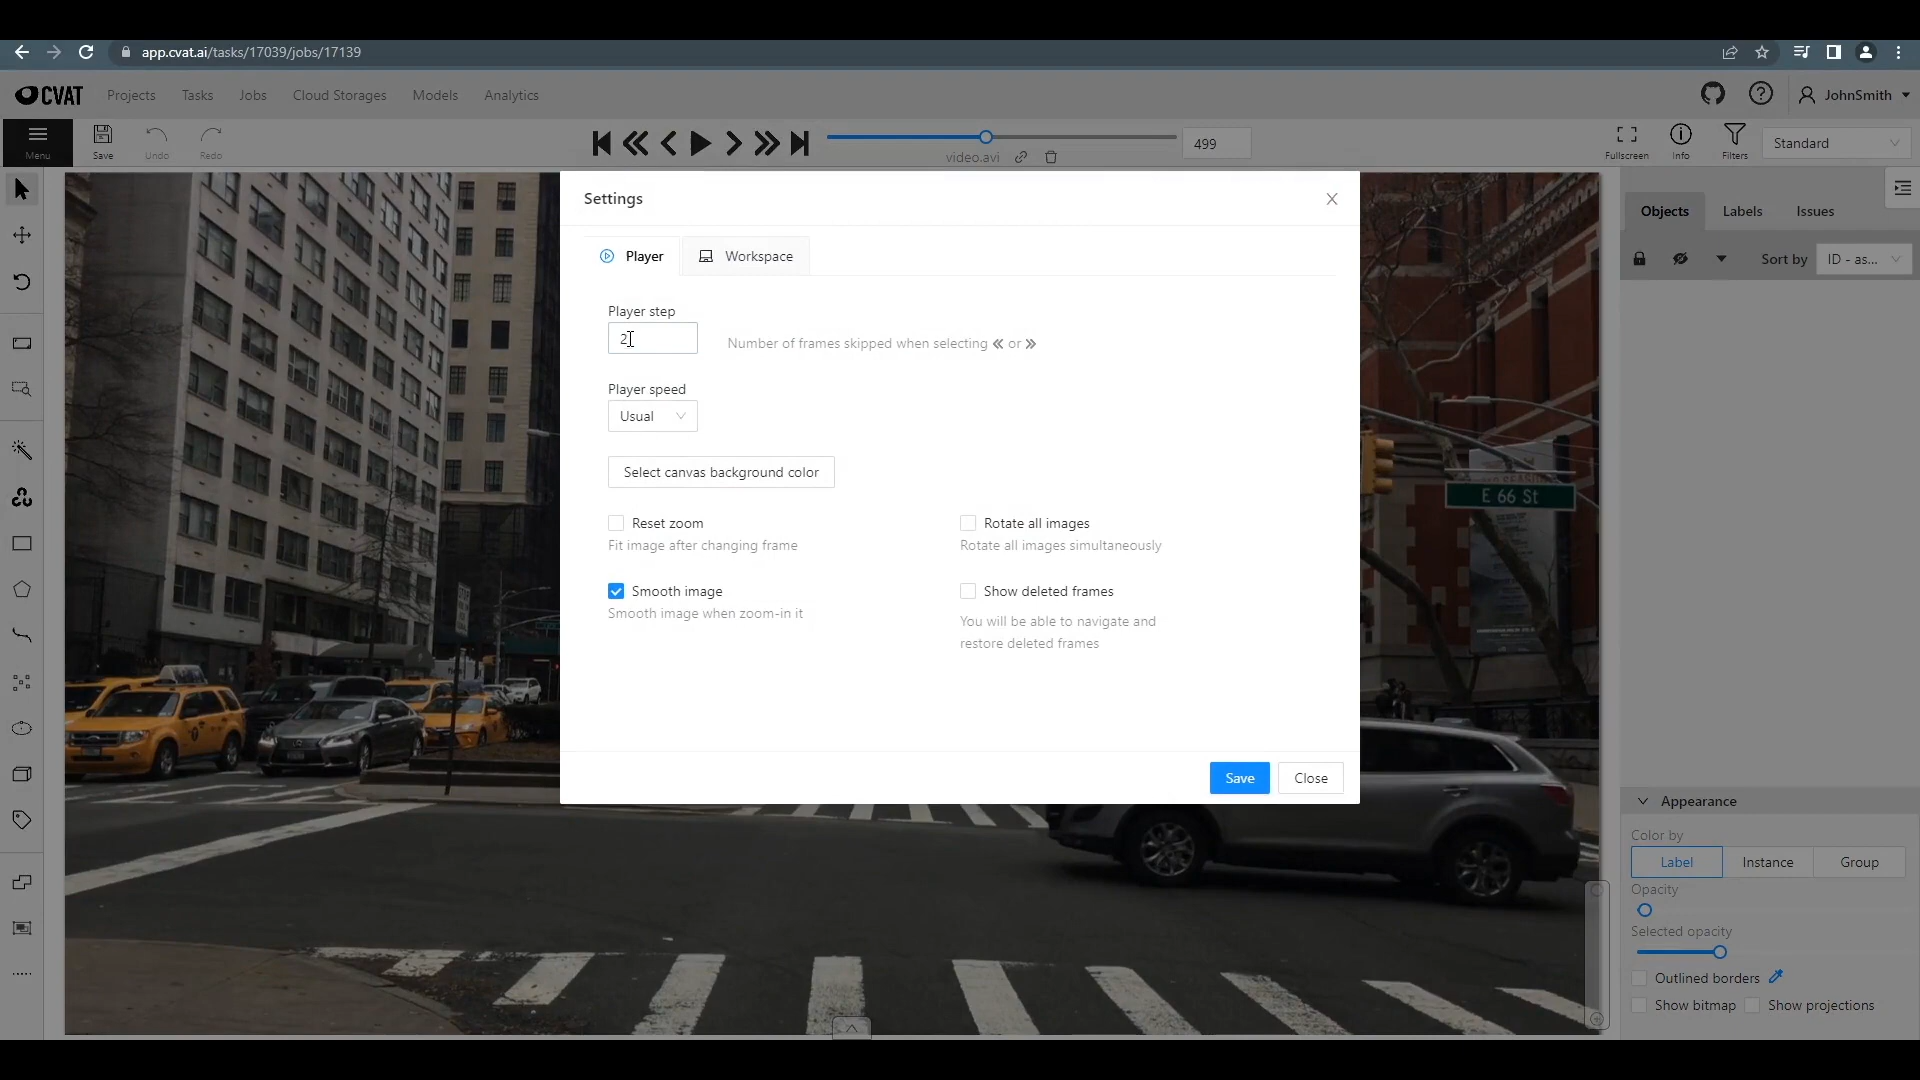 app.cvat.ai/tasks/17039/jobs/17139
CVAT
Projects
Tasks
Jobs
Cloud Storages
Models
Analytics
JohnSmith
Menu
Save
Undo
Redo
video.avi
499
Fullscreen
Info
Filters
Standard
Settings
Player
Workspace
Player step
2
Number of frames skipped when selecting « or »
Player speed
Usual
Select canvas background color
Reset zoom
Fit image after changing frame
Rotate all images
Rotate all images simultaneously
Smooth image
Smooth image when zoom-in it
Show deleted frames
You will be able to navigate and
restore deleted frames
Save
Close
E 66 St
Objects
Labels
Issues
Sort by
ID - as...
Appearance
Color by
Label
Instance
Group
Opacity
Selected opacity
Outlined borders
Show bitmap
Show projections